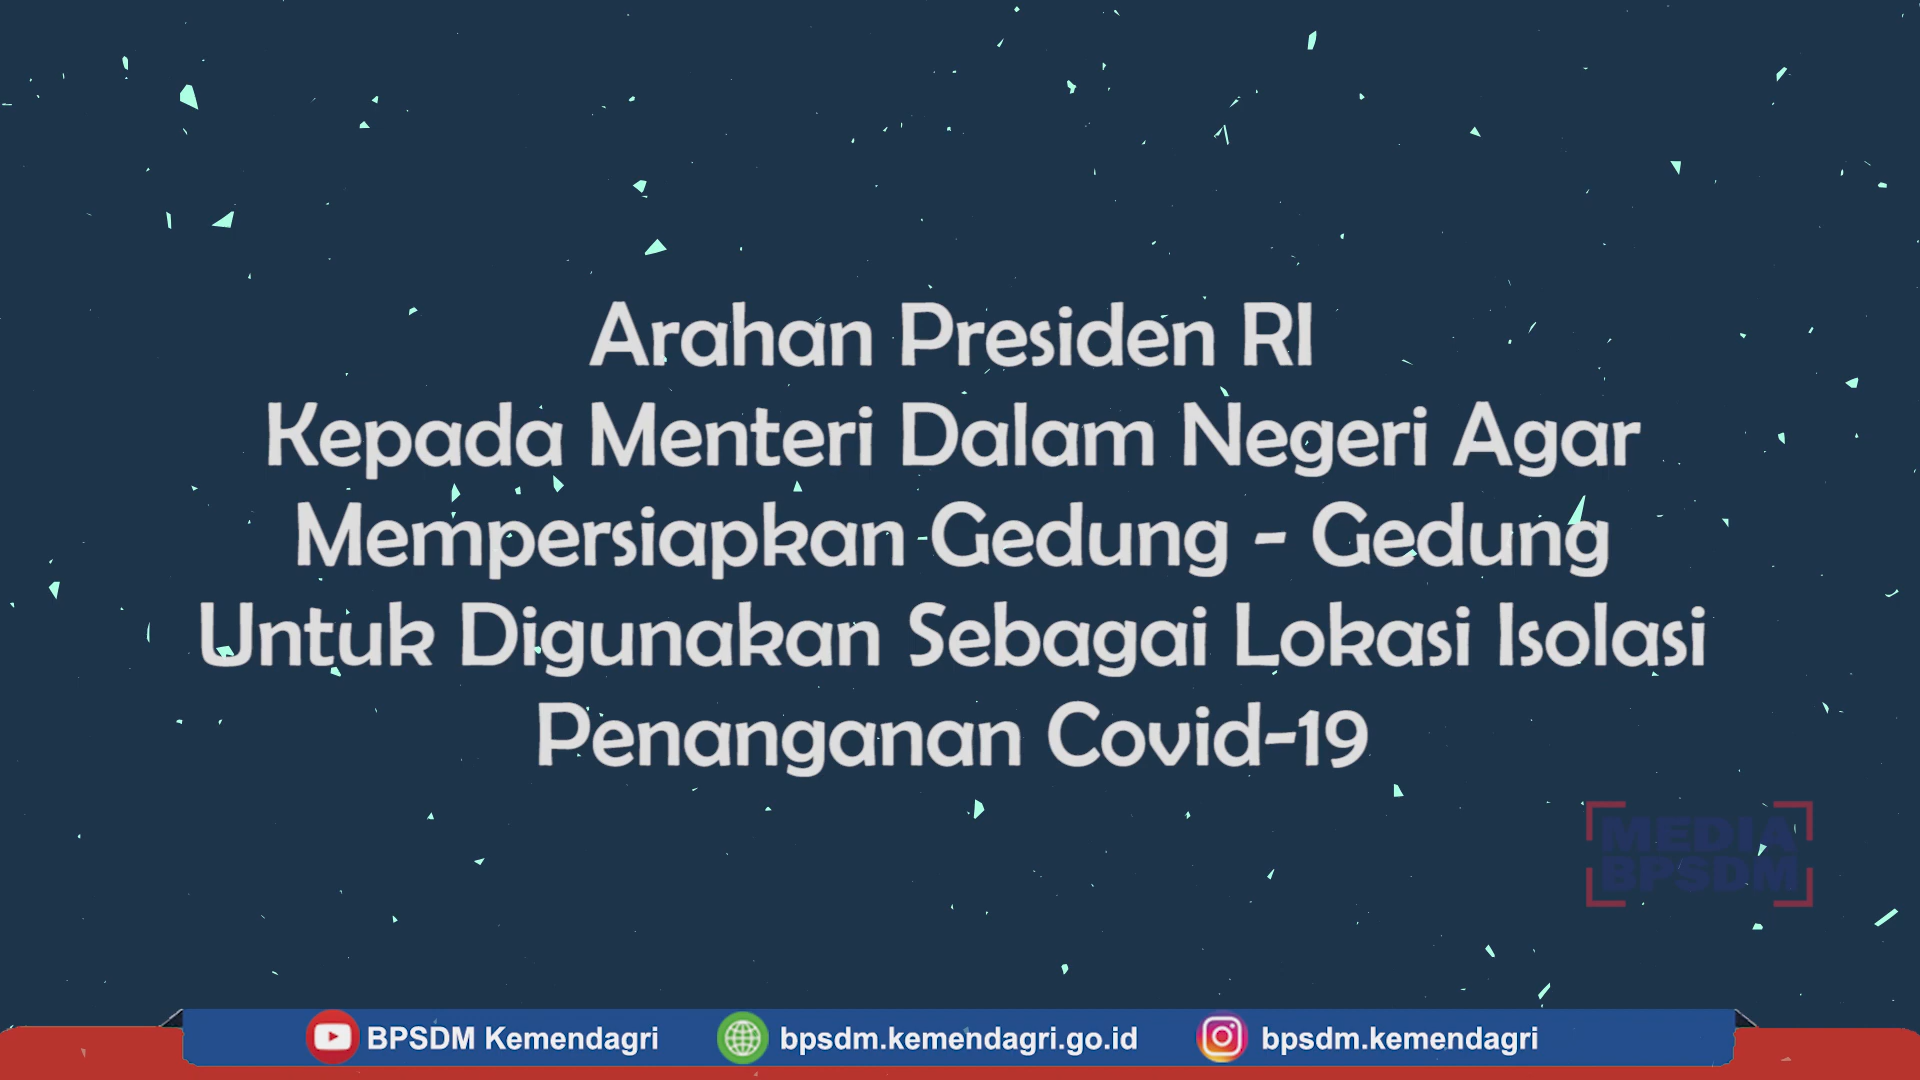 Arahan Presiden RI
Kepada Menteri Dalam Negeri Agar
Mempersiapkan Gedung - Gedung
Untuk Digunakan Sebagai Lokasi Isolasi
Penanganan Covid-19
MEDIA
BPSDM
BPSDM Kemendagri bpsdm.kemendagri.go.id bpsdm.kemendagri